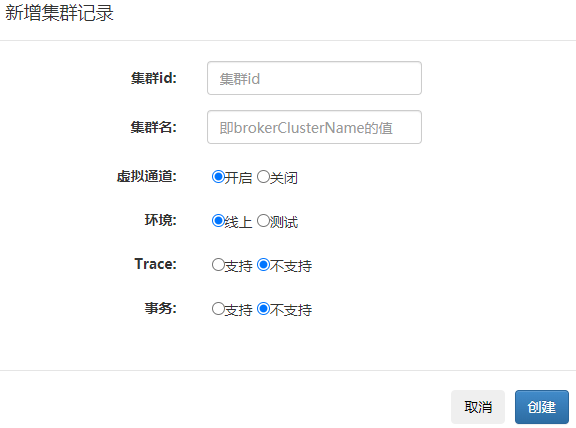 新增集群记录
集群id: 集群id
集群名: 即brokerClusterName的值
虚拟通道: 开启 关闭
环境: 线上 测试
Trace: 支持 不支持
事务: 支持 不支持
取消 创建